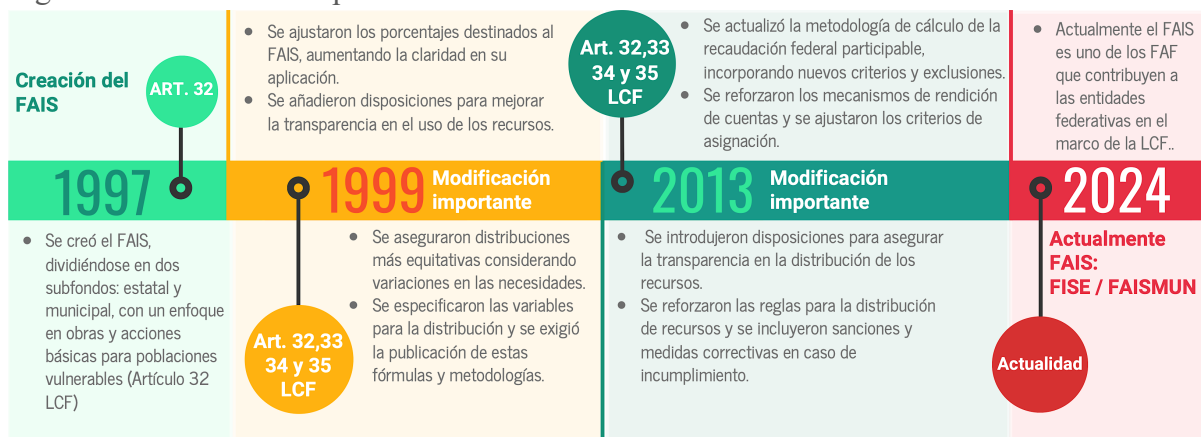 Creación del
FAIS
ART. 32
1997
Se creó el FAIS,
dividiéndose en dos
subfondos: estatal y
municipal, con un enfoque
en obras y acciones
básicas para poblaciones
vulnerables (Artículo 32
LCF)
Se ajustaron los porcentajes destinados al
FAIS, aumentando la claridad en su
aplicación.
Se añadieron disposiciones para mejorar
la transparencia en el uso de los recursos.
1999
Modificación
importante
Art. 32,33
34 y 35
LCF
Se aseguraron distribuciones
más equitativas considerando
variaciones en las necesidades.
Se especificaron las variables
para la distribución y se exigió
la publicación de estas
fórmulas y metodologías.
Art. 32,33
34 y 35
LCF
Se actualizó la metodología de cálculo de la
recaudación federal participable,
incorporando nuevos criterios y exclusiones.
Se reforzaron los mecanismos de rendición
de cuentas y se ajustaron los criterios de
asignación.
2013
Modificación
importante
Se introdujeron disposiciones para asegurar
la transparencia en la distribución de los
recursos.
Se reforzaron las reglas para la distribución
de recursos y se incluyeron sanciones y
medidas correctivas en caso de
incumplimiento.
Actualmente el FAIS
es uno de los FAF
que contribuyen a
las entidades
federativas en el
marco de la LCF..
2024
Actualmente
FAIS:
FISE / FAISMUN
Actualidad